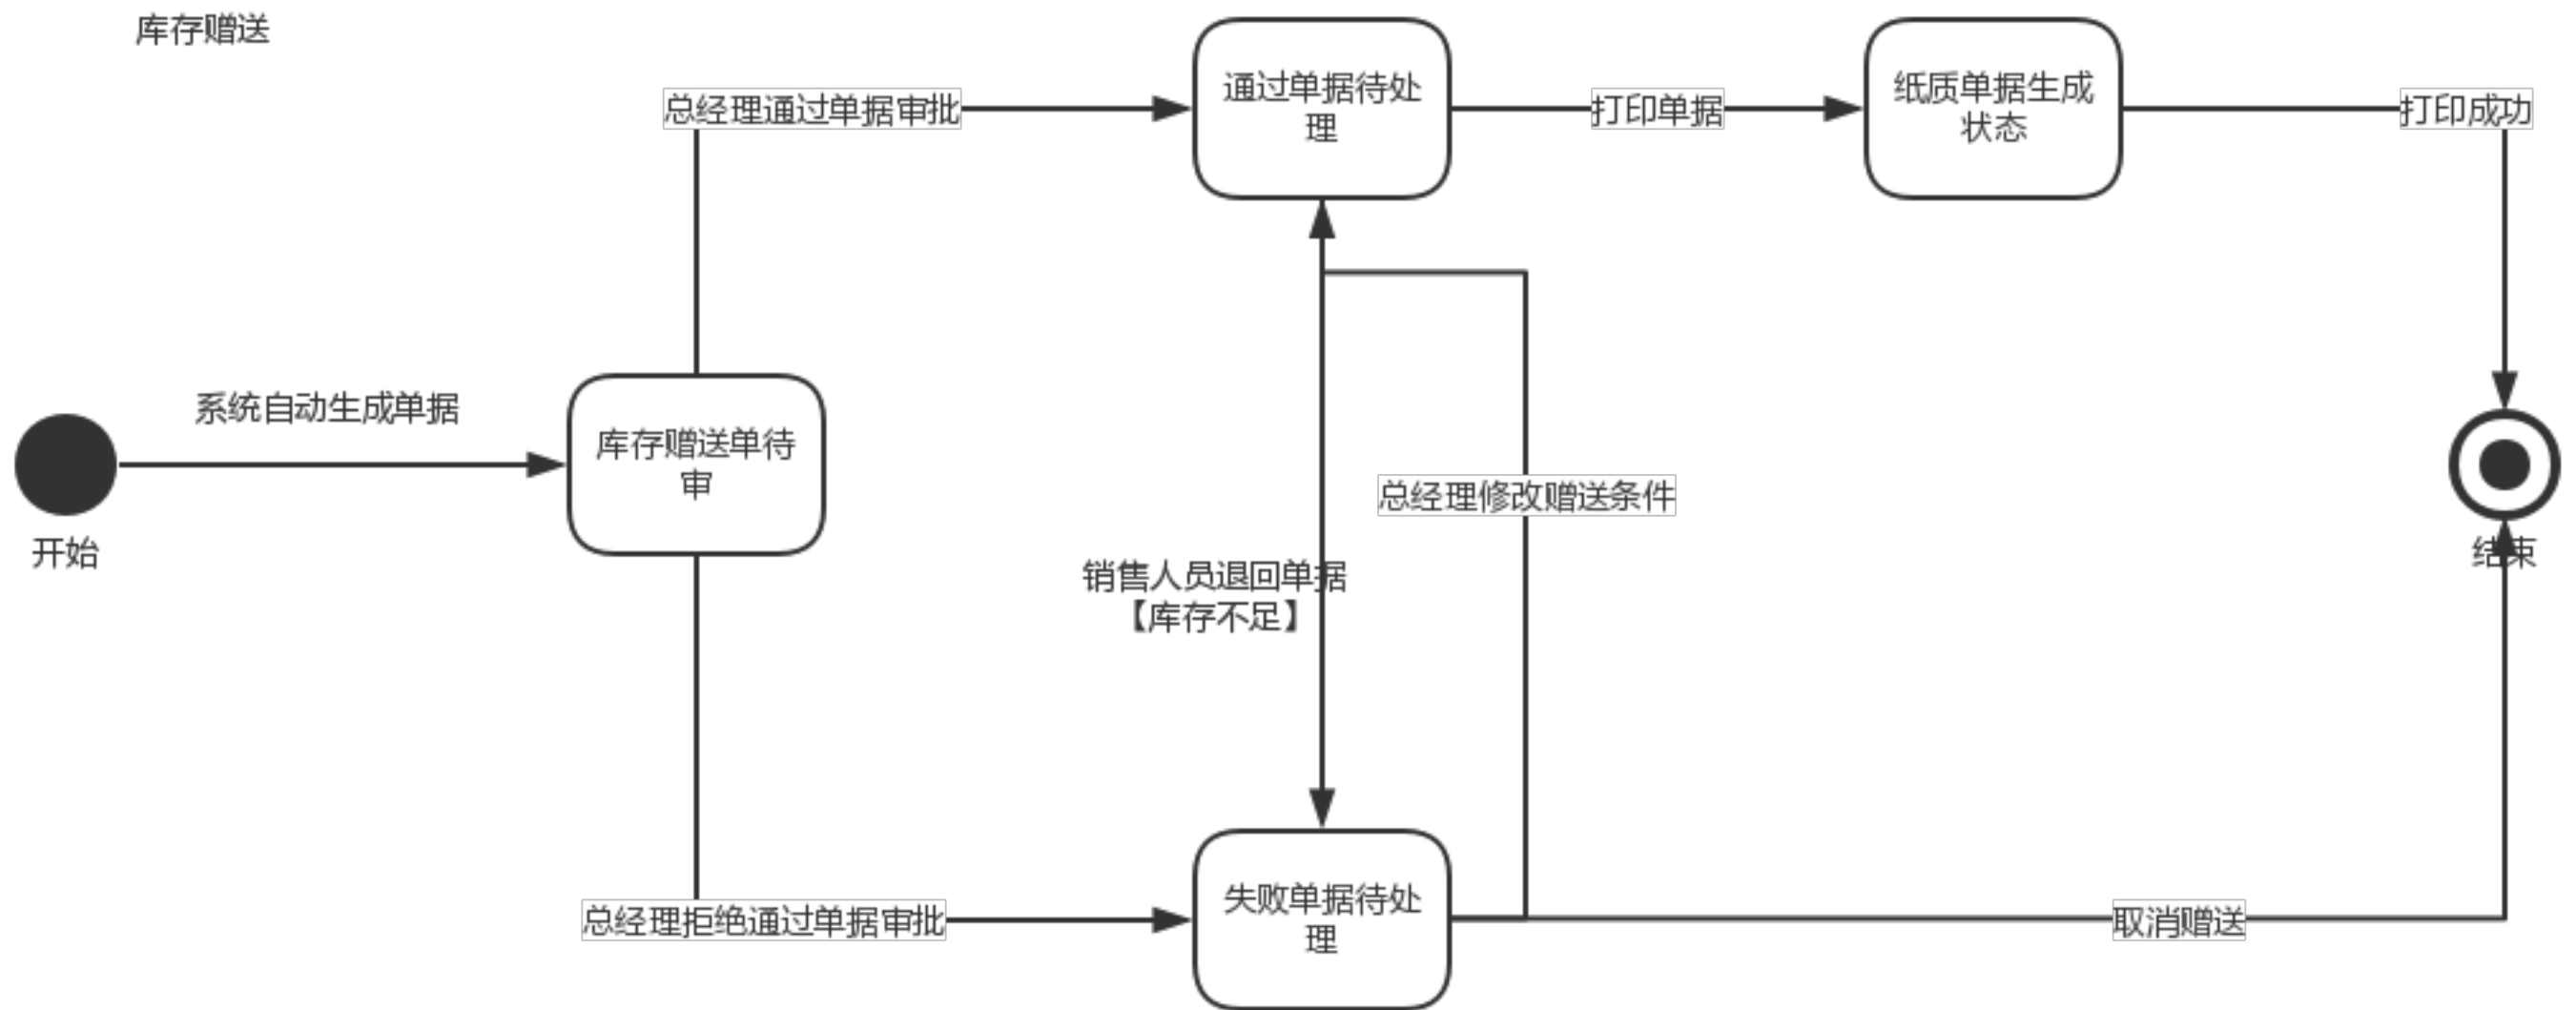 库存赠送
总经理通过单据审批
通过单据待处
理
打印单据
纸质单据生成
状态
打印成功
系统自动生成单据
库存赠送单待
审
开始
总经理修改赠送条件
结束
销售人员退回单据
【库存不足】
总经理拒绝通过单据审批
失败单据待处
理
取消赠送